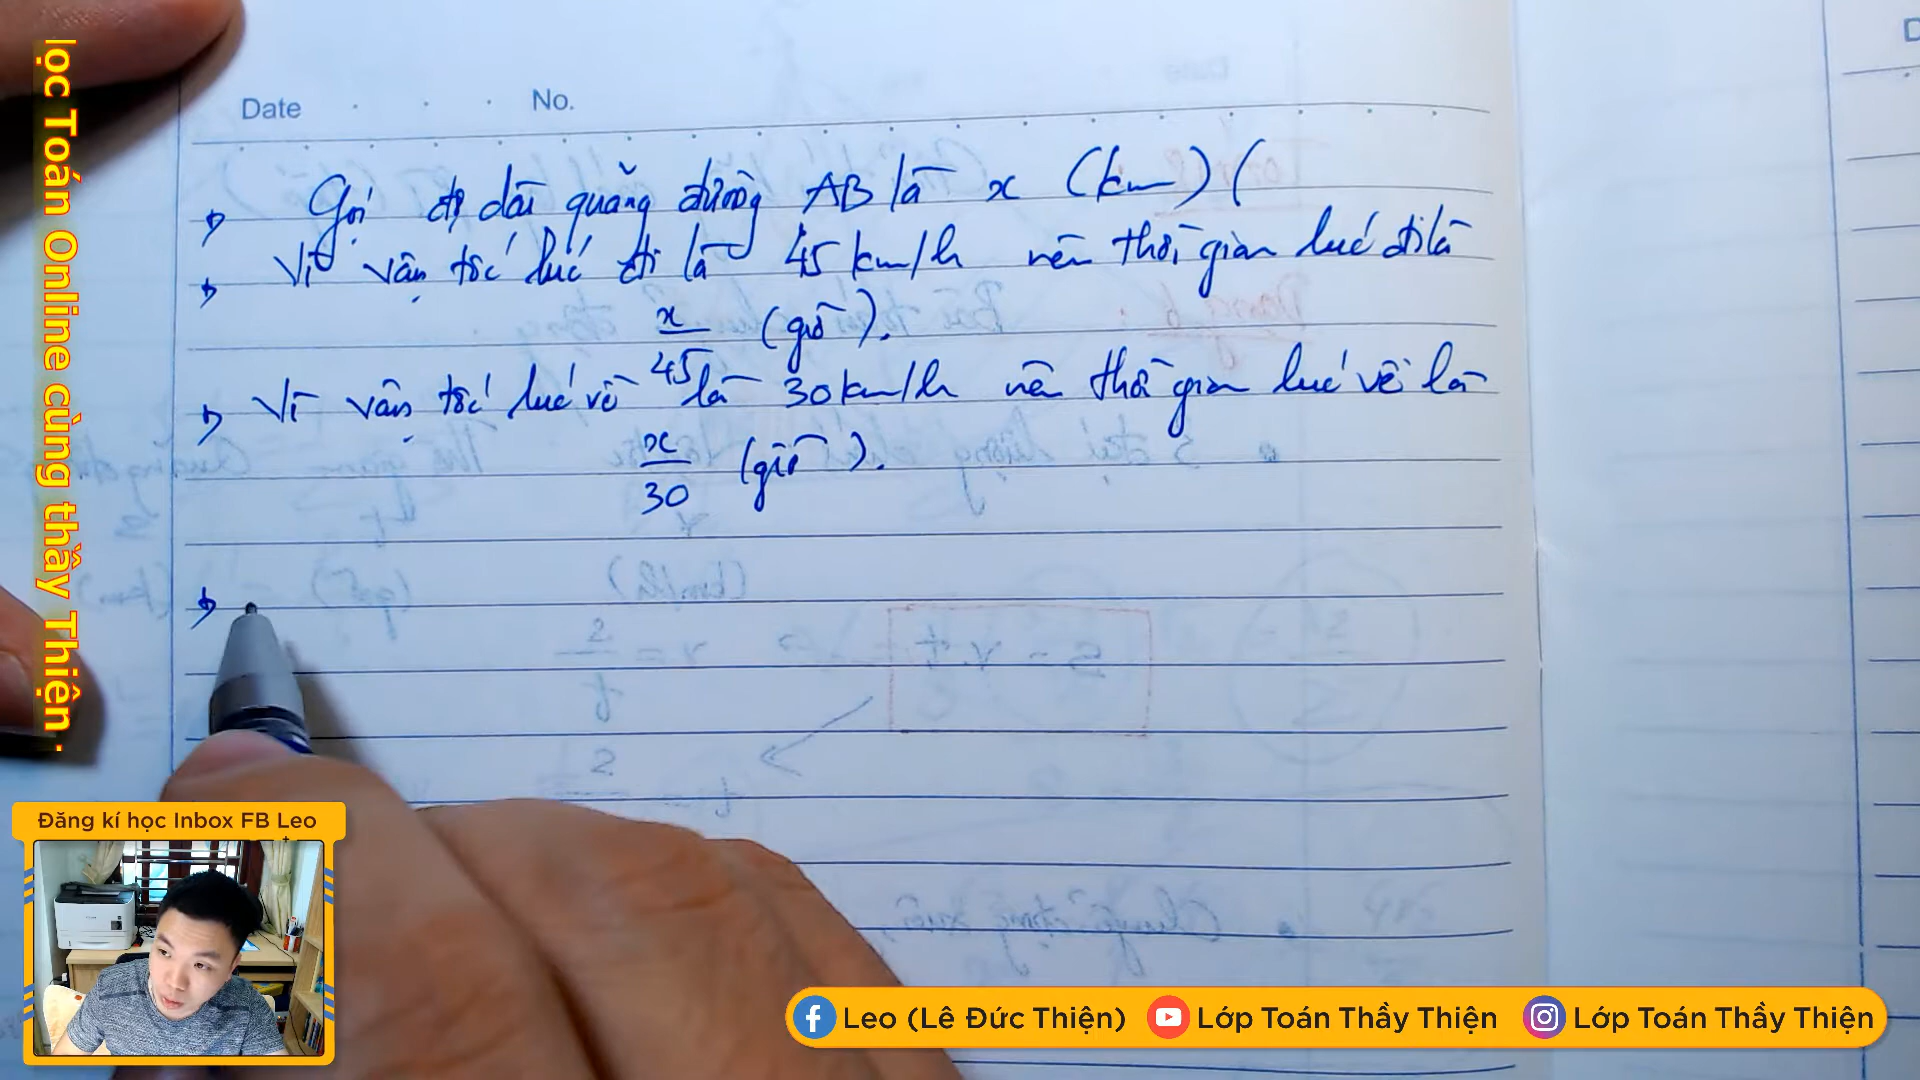 Date No.
Gọi độ dài quãng đường AB là x (km) (
Vì vận tốc lúc đi là 45 km/h nên thời gian lúc đi là
x/45 (giờ).
Vì vận tốc lúc về là 30 km/h nên thời gian lúc về là
x/30 (giờ).
lọc Toán Online cùng thầy Thiện.
Đăng kí học Inbox FB Leo
Leo (Lê Đức Thiện) Lớp Toán Thầy Thiện Lớp Toán Thầy Thiện